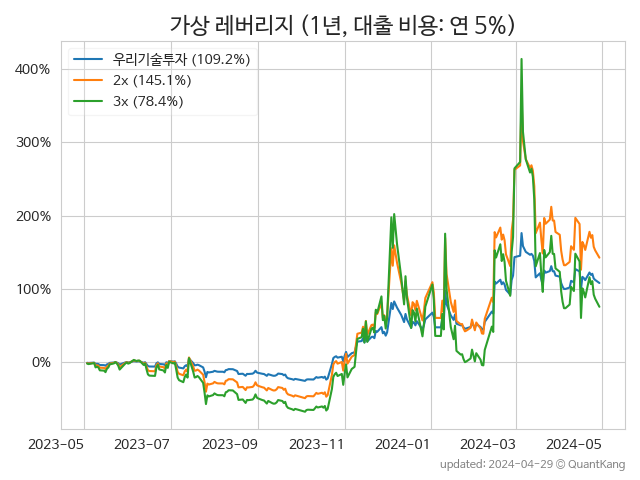 가상 레버리지 (1년, 대출 비용: 연 5%)
우리기술투자 (109.2%)
2x (145.1%)
3x (78.4%)
400%
300%
200%
100%
0%
2023-05 2023-07 2023-09 2023-11 2024-01 2024-03 2024-05
updated: 2024-04-29 © QuantKang